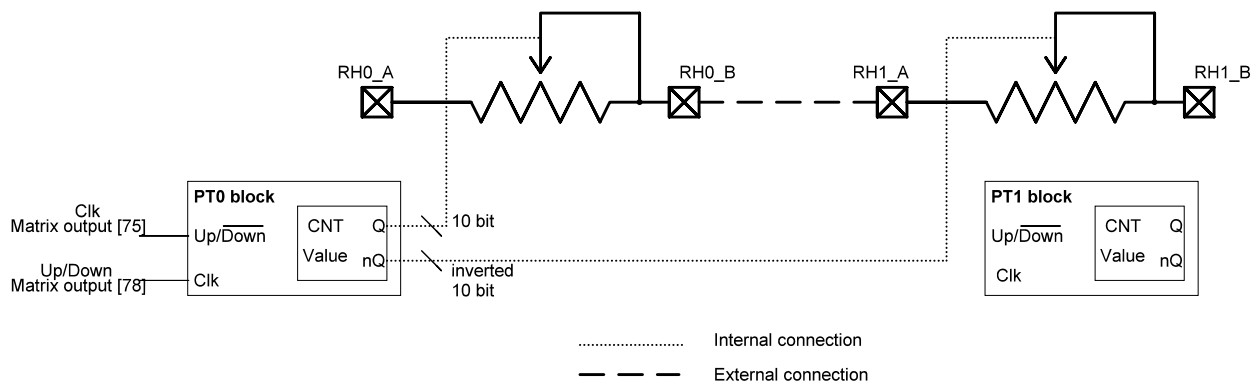 RH0_A
RH0_B
RH1_A
RH1_B
PT0 block
Clk
Matrix output [75]
Up/Down
CNT
Q
Value
nQ
10 bit
Up/Down
Matrix output [78]
Clk
inverted
10 bit
PT1 block
Up/Down
CNT
Q
Value
nQ
Clk
Internal connection
External connection